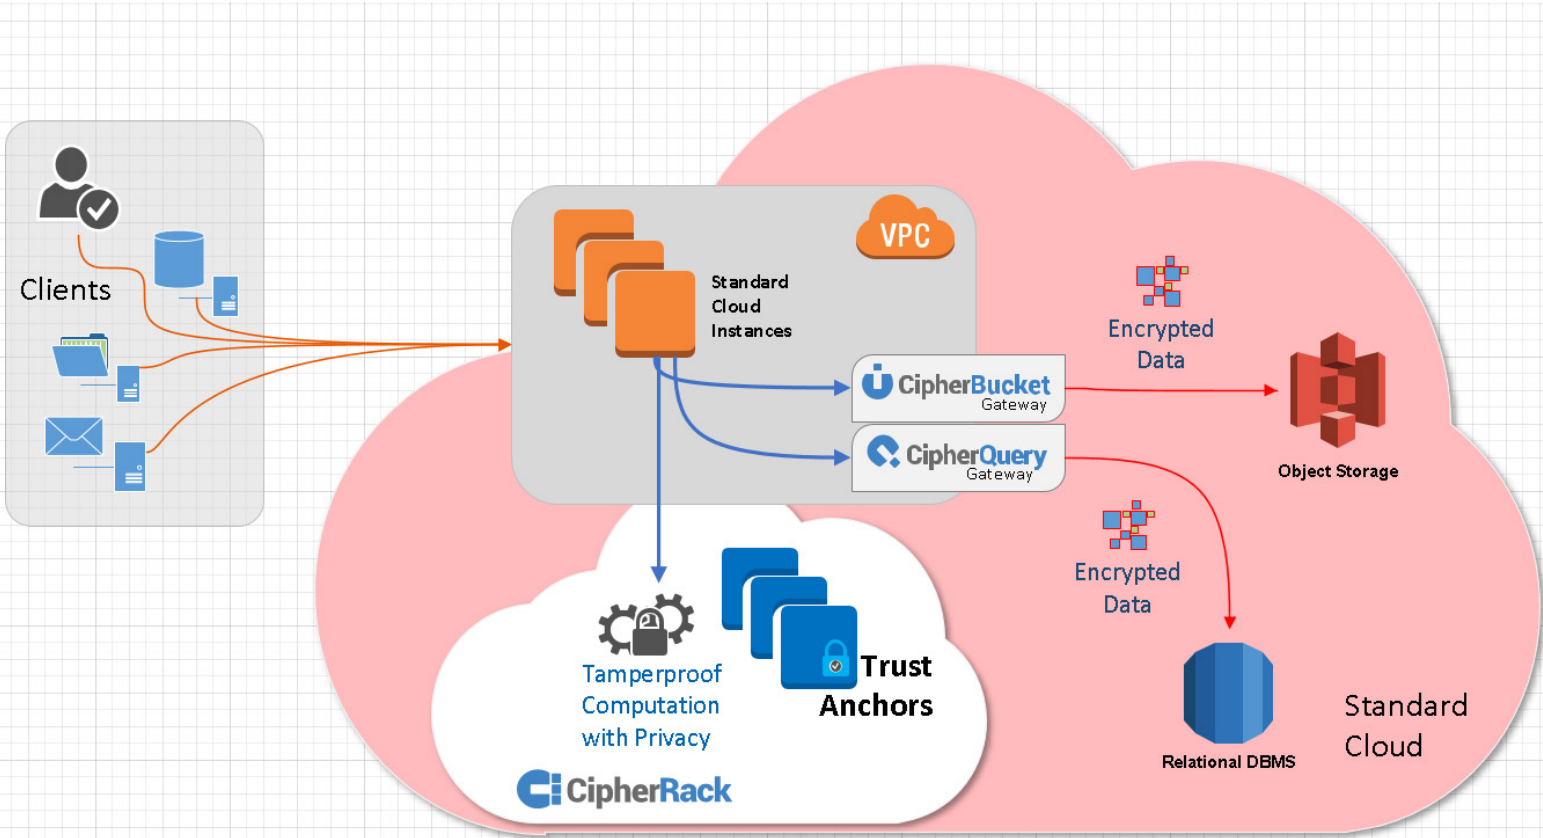 Clients
VPC
Standard
Cloud
Instances
CipherBucket
Gateway
CipherQuery
Gateway
Encrypted
Data
Object Storage
Encrypted
Data
Relational DBMS
Standard
Cloud
Tamperproof
Computation
with Privacy
Trust
Anchors
CipherRack